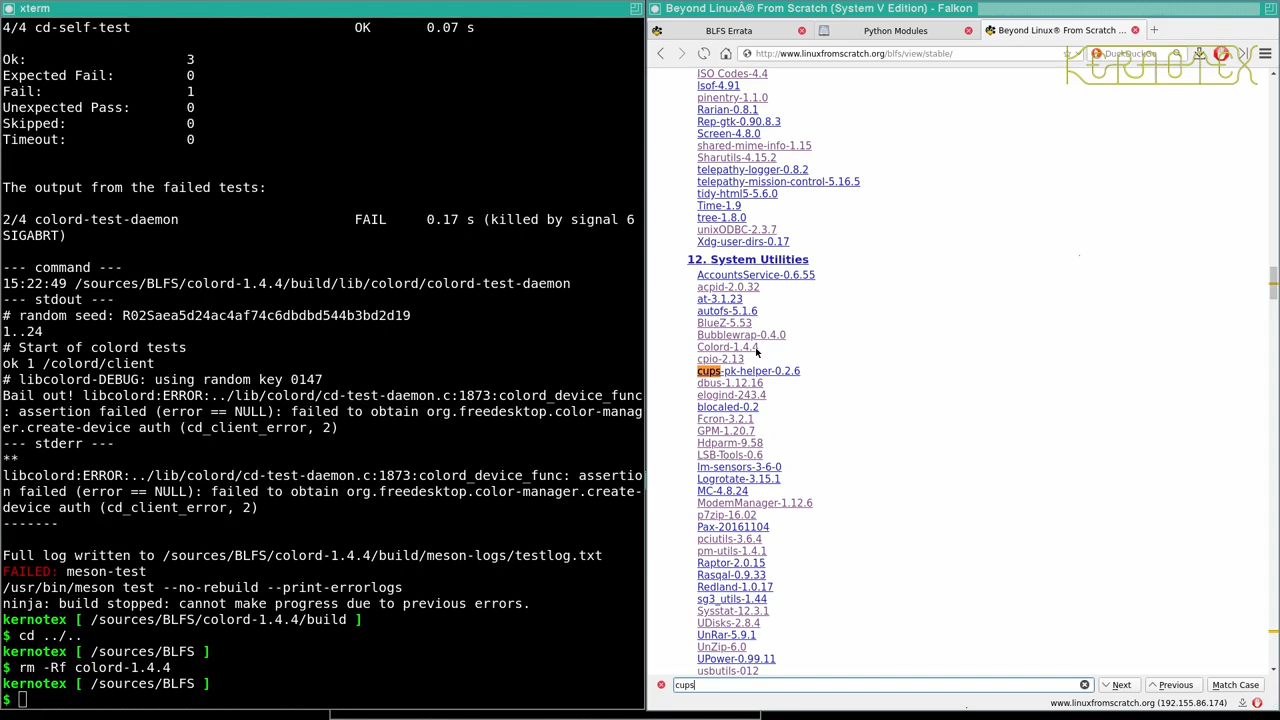 xterm
4/4 cd-self-test OK 0.07 s
Ok: 3
Expected Fail: 0
Fail: 1
Unexpected Pass: 0
Skipped: 0
Timeout: 0
The output from the failed tests:
2/4 colord-test-daemon FAIL 0.17 s (killed by signal 6
SIGABRT)
--- command ---
15:22:49 /sources/BLFS/colord-1.4.4/build/lib/colord/colord-test-daemon
--- stdout ---
# random seed: R02Saea5d24ac4af74c6dbdbd544b3bd2d19
1..24
# Start of colord tests
ok 1 /colord/client
# libcolord-DEBUG: using random key 0147
Bail out! libcolord:ERROR:../lib/colord/cd-test-daemon.c:1873:colord_device_func
: assertion failed (error == NULL): failed to obtain org.freedesktop.color-manag
er.create-device auth (cd_client_error, 2)
--- stderr ---
**
libcolord:ERROR:../lib/colord/cd-test-daemon.c:1873:colord_device_func: assertio
n failed (error == NULL): failed to obtain org.freedesktop.color-manager.create-
device auth (cd_client_error, 2)
-------
Full log written to /sources/BLFS/colord-1.4.4/build/meson-logs/testlog.txt
FAILED: meson-test
/usr/bin/meson test --no-rebuild --print-errorlogs
ninja: build stopped: cannot make progress due to previous errors.
kernotex [ /sources/BLFS/colord-1.4.4/build ]
$ cd ../..
kernotex [ /sources/BLFS ]
$ rm -Rf colord-1.4.4
kernotex [ /sources/BLFS ]
$
Beyond LinuxÂ® From Scratch (System V Edition) - Falkon
BLFS Errata
Python Modules
Beyond Linux® From Scratch ...
http://www.linuxfromscratch.org/blfs/view/stable/
DuckDuckGo
KERNOTEX
ISO Codes-4.4
lsof-4.91
pinentry-1.1.0
Rarian-0.8.1
Rep-gtk-0.90.8.3
Screen-4.8.0
shared-mime-info-1.15
Sharutils-4.15.2
telepathy-logger-0.8.2
telepathy-mission-control-5.16.5
tidy-html5-5.6.0
Time-1.9
tree-1.8.0
unixODBC-2.3.7
Xdg-user-dirs-0.17
12. System Utilities
AccountsService-0.6.55
acpid-2.0.32
at-3.1.23
autofs-5.1.6
BlueZ-5.53
Bubblewrap-0.4.0
Colord-1.4.4
cpio-2.13
cups-pk-helper-0.2.6
dbus-1.12.16
elogind-243.4
blocaled-0.2
Fcron-3.2.1
GPM-1.20.7
Hdparm-9.58
LSB-Tools-0.6
lm-sensors-3-6-0
Logrotate-3.15.1
MC-4.8.24
ModemManager-1.12.6
p7zip-16.02
Pax-20161104
pciutils-3.6.4
pm-utils-1.4.1
Raptor-2.0.15
Rasqal-0.9.33
Redland-1.0.17
sg3_utils-1.44
Sysstat-12.3.1
UDisks-2.8.4
UnRar-5.9.1
UnZip-6.0
UPower-0.99.11
usbutils-012
cups
Next
Previous
Match Case
www.linuxfromscratch.org (192.155.86.174)